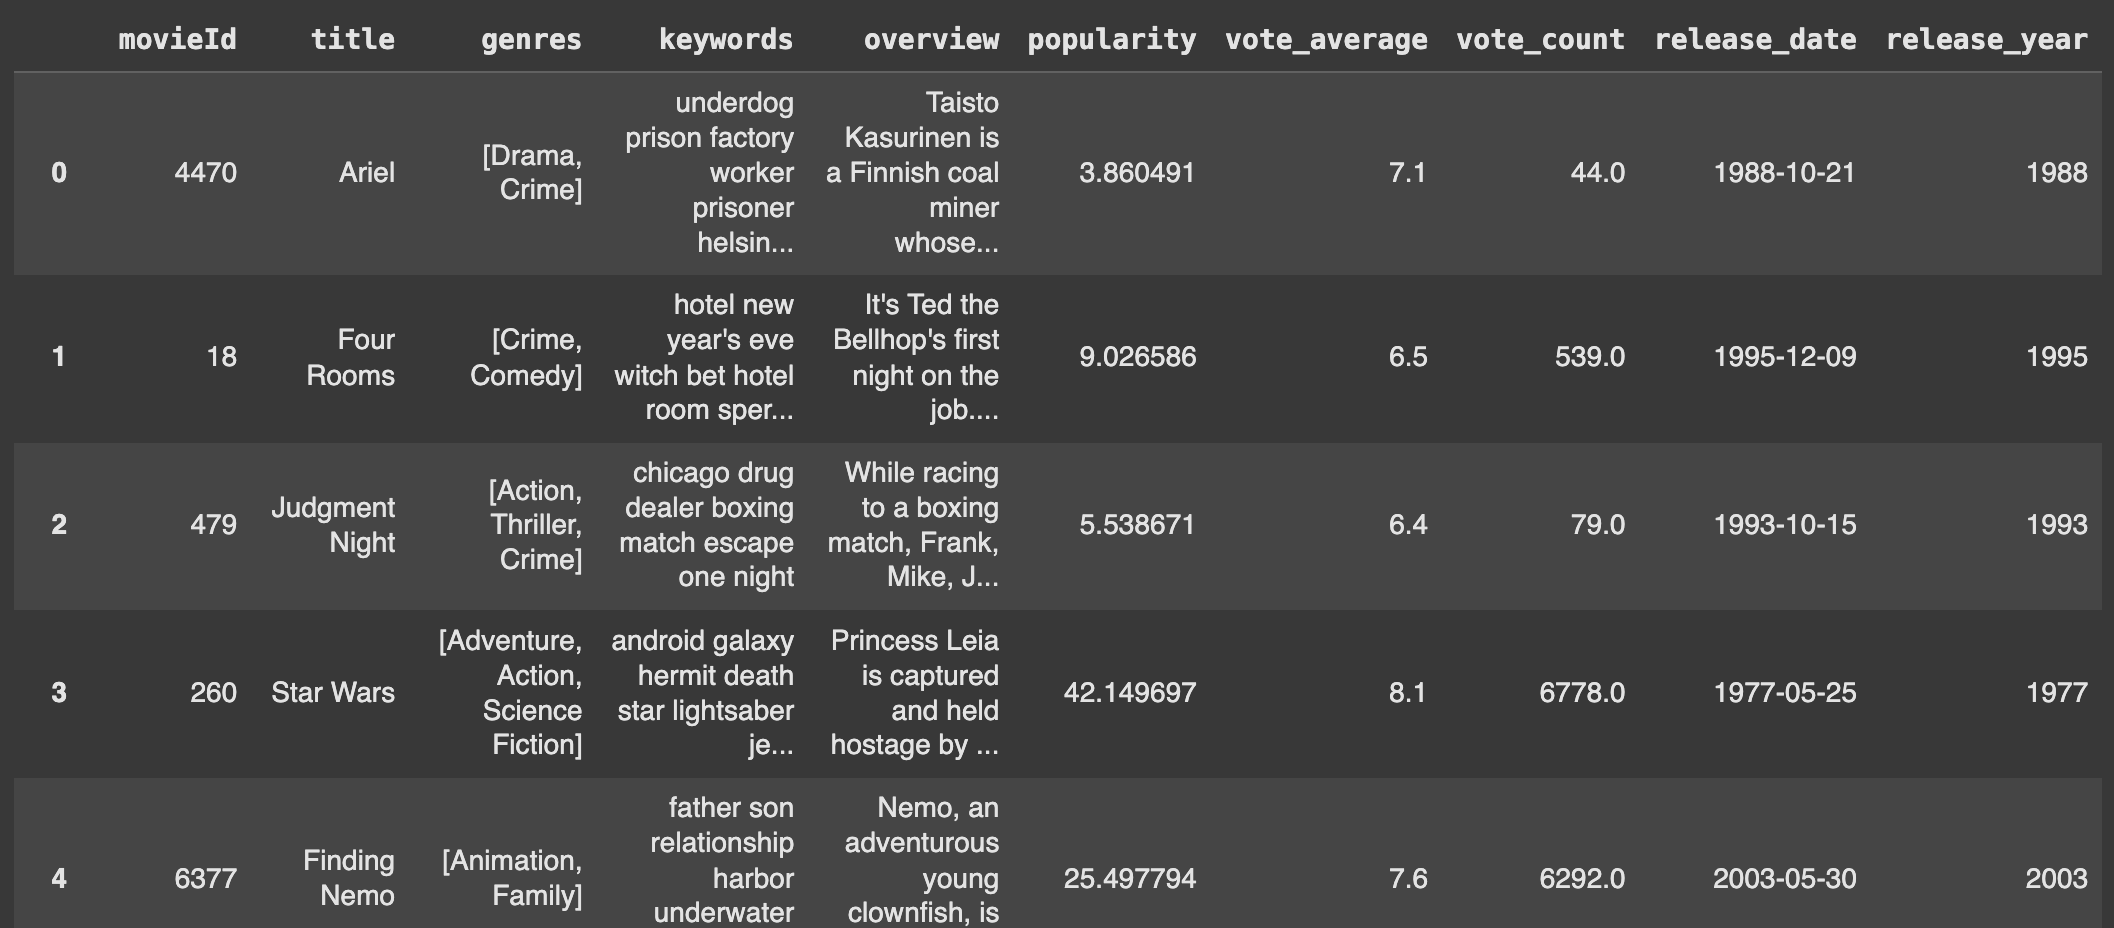 movieId title genres keywords overview popularity vote_average vote_count release_date release_year
0 4470 Ariel [Drama, Crime] underdog prison factory worker prisoner helsin... Taisto Kasurinen is a Finnish coal miner whose... 3.860491 7.1 44.0 1988-10-21 1988
1 18 Four Rooms [Crime, Comedy] hotel new year's eve witch bet hotel room sper... It's Ted the Bellhop's first night on the job.... 9.026586 6.5 539.0 1995-12-09 1995
2 479 Judgment Night [Action, Thriller, Crime] chicago drug dealer boxing match escape one night While racing to a boxing match, Frank, Mike, J... 5.538671 6.4 79.0 1993-10-15 1993
3 260 Star Wars [Adventure, Action, Science Fiction] android galaxy hermit death star lightsaber je... Princess Leia is captured and held hostage by ... 42.149697 8.1 6778.0 1977-05-25 1977
4 6377 Finding Nemo [Animation, Family] father son relationship harbor underwater Nemo, an adventurous young clownfish, is 25.497794 7.6 6292.0 2003-05-30 2003